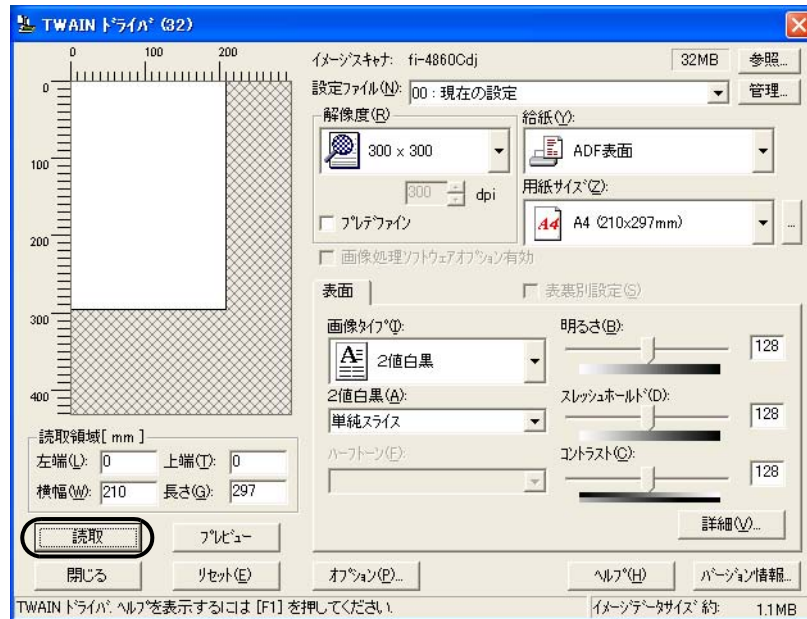 TWAIN ドライバ (32)
0 100 200
0
100
200
300
400
イメージスキャナ: fi-4860Cdj 32MB 参照...
設定ファイル(N): 00 : 現在の設定 管理...
解像度(R)
300 x 300
300 dpi
プレデファイン
給紙(Y):
ADF表面
用紙サイズ(Z):
A4 A4 (210x297mm) ...
画像処理ソフトウェアオプション有効
表面 表裏別設定(S)
画像タイプ(I):
2値白黒
2値白黒(A):
単純スライス
ハーフトーン(F):
明るさ(B):
128
スレッショホールド(D):
128
コントラスト(C):
128
詳細(V)...
読取領域[ mm ]
左端(L): 0 上端(T): 0
横幅(W): 210 長さ(G): 297
読取 プレビュー
閉じる リセット(E) オプション(P)... ヘルプ(H) バージョン情報...
TWAIN ドライバ. ヘルプを表示するには [F1] を押してください. イメージデータサイズ 約: 1.1MB